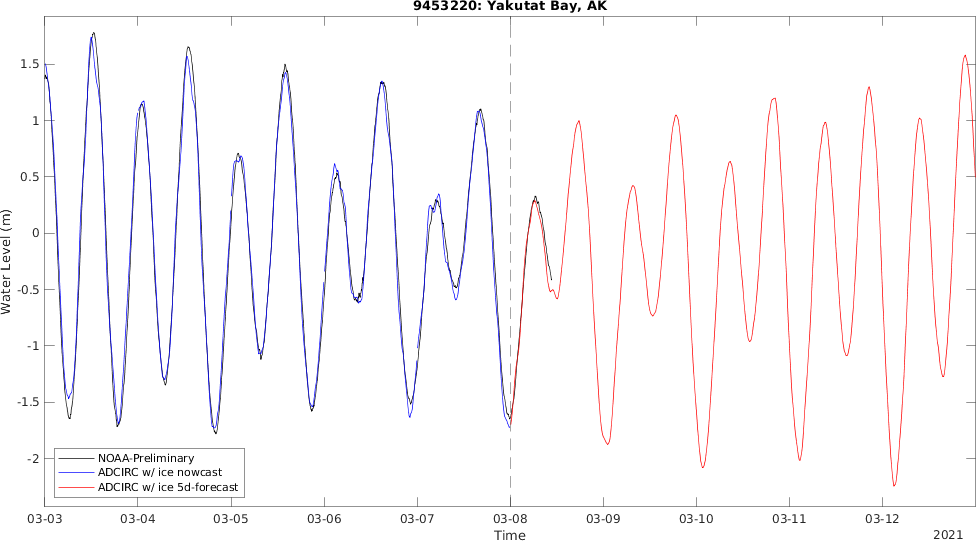 9453220: Yakutat Bay, AK
Water Level (m)
1.5
1
0.5
0
-0.5
-1
-1.5
-2
NOAA-Preliminary
ADCIRC w/ ice nowcast
ADCIRC w/ ice 5d-forecast
03-03 03-04 03-05 03-06 03-07 03-08 03-09 03-10 03-11 03-12
Time
2021